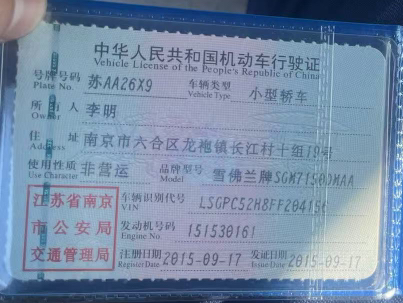 中华人民共和国机动车行驶证
Vehicle License of the People's Republic of China
号牌号码 苏AA26X9 车辆类型 小型轿车
Plate No. Vehicle Type
所有人 李明
Owner
住址 南京市六合区龙袍镇长江村十组19号
Address
使用性质 非营运 品牌型号 雪佛兰牌SGM7150DMAA
Use Character Model
江苏省南京
市公安局
交通管理局
车辆识别代号 LSGPC52H8FF204156
VIN
发动机号码 151530161
Engine No.
注册日期 2015-09-17 发证日期 2015-09-17
Register Date Issue Date